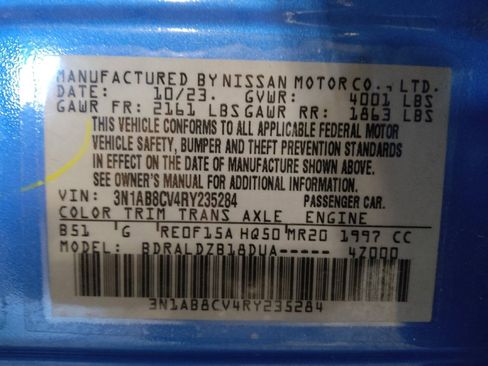 MANUFACTURED BY NISSAN MOTOR CO., LTD.
DATE: 10/23. GVWR: 4001 LBS
GAWR FR: 2161 LBS GAWR RR: 1863 LBS
THIS VEHICLE CONFORMS TO ALL APPLICABLE FEDERAL MOTOR
VEHICLE SAFETY, BUMPER AND THEFT PREVENTION STANDARDS
IN EFFECT ON THE DATE OF MANUFACTURE SHOWN ABOVE.
SEE OWNER'S MANUAL FOR ADDITIONAL INFORMATION.
VIN: 3N1AB8CV4RY235284 PASSENGER CAR.
COLOR TRIM TRANS AXLE ENGINE
B51 G RE0F15A HQ50 MR20 1997 CC
MODEL: BDRALDZB18DUA----- 4Z000
3N1AB8CV4RY235284